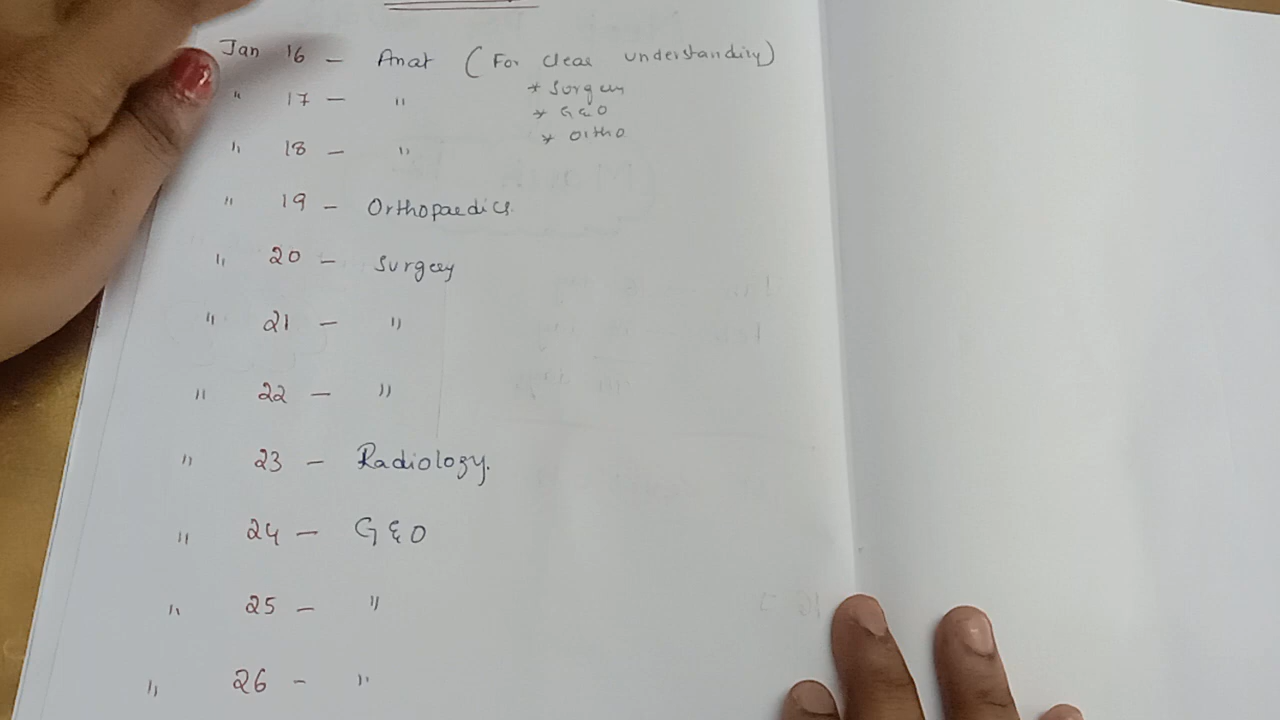 Jan 16 - Anat (For clear understanding)
" 17 - " * Surgery
* G & O
" 18 - " * Ortho
" 19 - Orthopaedics.
" 20 - Surgery
" 21 - "
" 22 - "
" 23 - Radiology.
" 24 - G & O
" 25 - "
" 26 - "